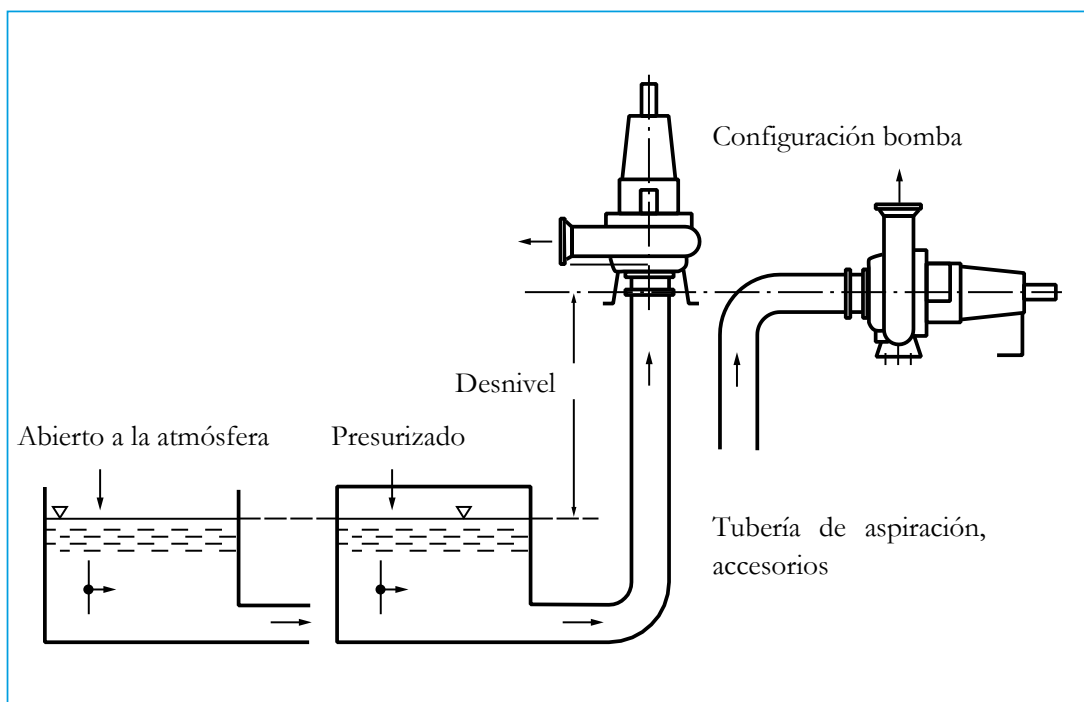 Configuración bomba
Desnivel
Abierto a la atmósfera
Presurizado
Tubería de aspiración,
accesorios